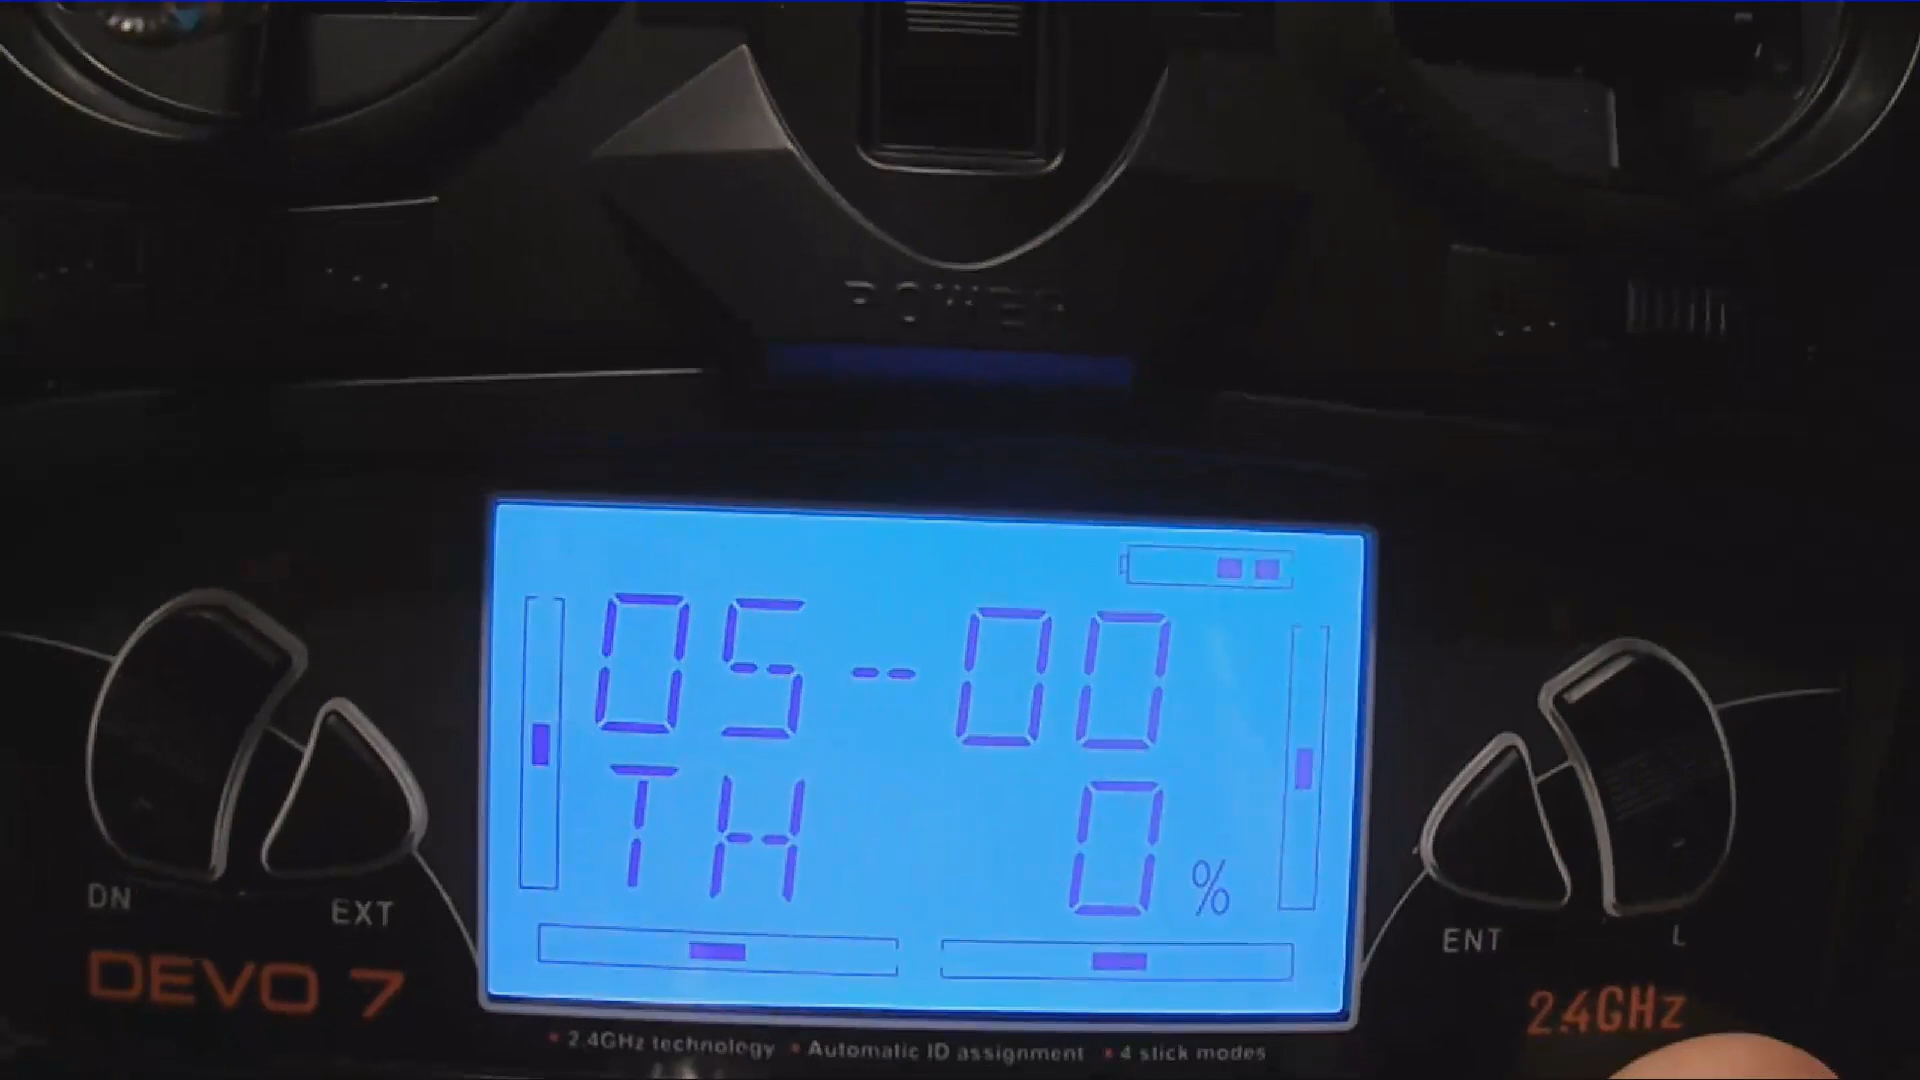 POWER
05--00
TH 0 %
DN
EXT
ENT
L
DEVO 7
2.4GHz
2.4GHz technology • Automatic ID assignment • 4 stick modes